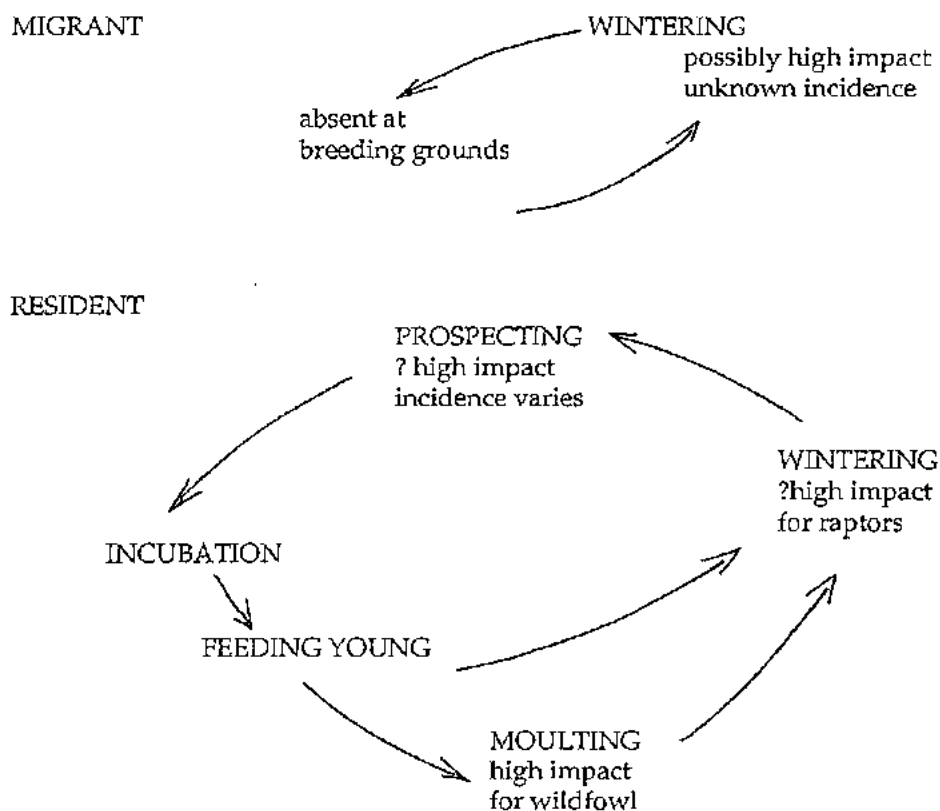 MIGRANT
WINTERING
possibly high impact
unknown incidence
absent at
breeding grounds
RESIDENT
PROSPECTING
? high impact
incidence varies
WINTERING
?high impact
for raptors
INCUBATION
FEEDING YOUNG
MOULTING
high impact
for wildfowl